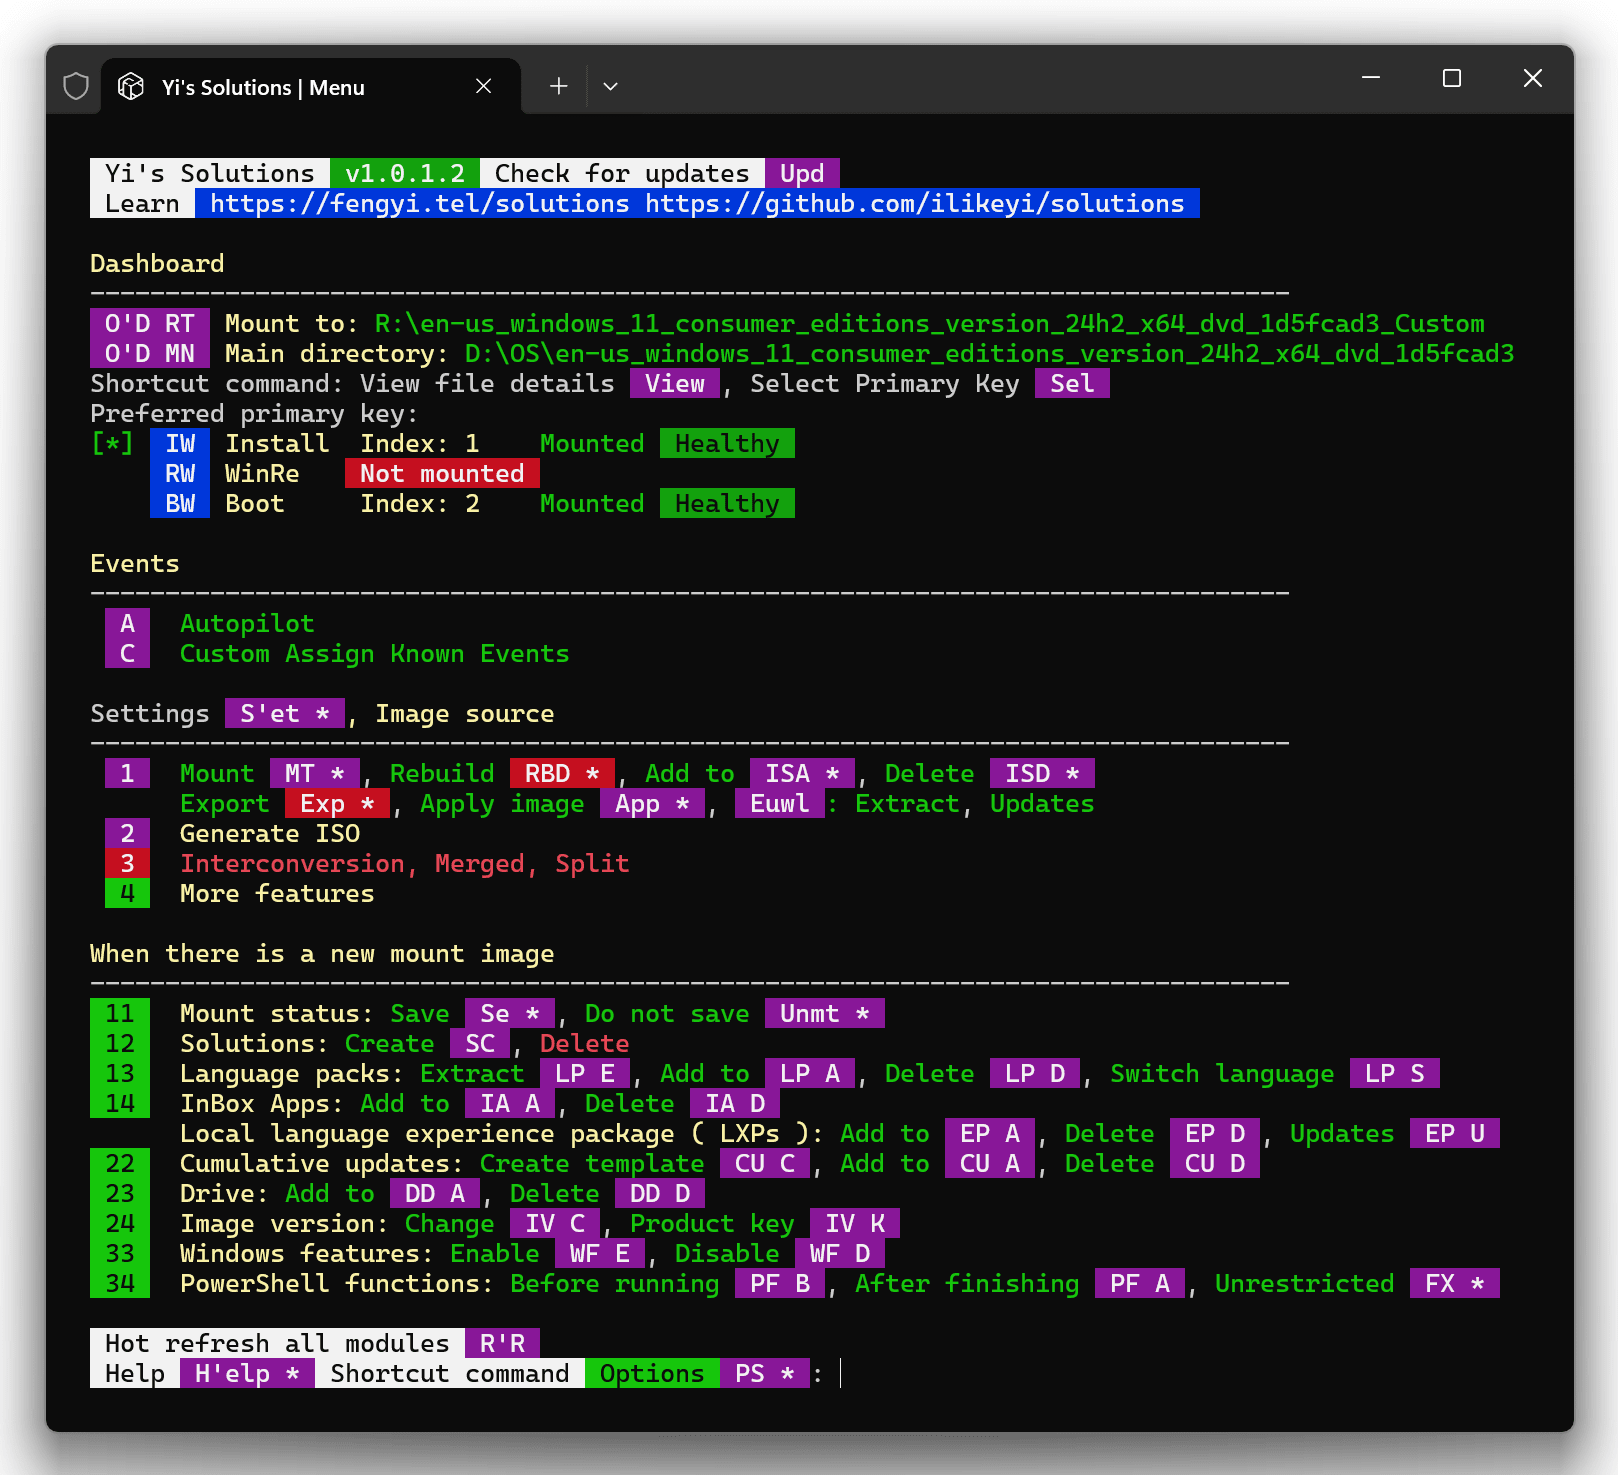 Yi's Solutions | Menu
Yi's Solutions v1.0.1.2 Check for updates Upd
Learn https://fengyi.tel/solutions https://github.com/ilikeyi/solutions
Dashboard
--------------------------------------------------------------------------------
O'D RT Mount to: R:\en-us_windows_11_consumer_editions_version_24h2_x64_dvd_1d5fcad3_Custom
O'D MN Main directory: D:\OS\en-us_windows_11_consumer_editions_version_24h2_x64_dvd_1d5fcad3
Shortcut command: View file details View , Select Primary Key Sel
Preferred primary key:
[*] IW Install Index: 1 Mounted Healthy
RW WinRe Not mounted
BW Boot Index: 2 Mounted Healthy
Events
--------------------------------------------------------------------------------
A Autopilot
C Custom Assign Known Events
Settings S'et * , Image source
--------------------------------------------------------------------------------
1 Mount MT * , Rebuild RBD * , Add to ISA * , Delete ISD *
Export Exp * , Apply image App * , Euwl : Extract, Updates
2 Generate ISO
3 Interconversion, Merged, Split
4 More features
When there is a new mount image
--------------------------------------------------------------------------------
11 Mount status: Save Se * , Do not save Unmt *
12 Solutions: Create SC , Delete
13 Language packs: Extract LP E , Add to LP A , Delete LP D , Switch language LP S
14 InBox Apps: Add to IA A , Delete IA D
Local language experience package ( LXPs ): Add to EP A , Delete EP D , Updates EP U
22 Cumulative updates: Create template CU C , Add to CU A , Delete CU D
23 Drive: Add to DD A , Delete DD D
24 Image version: Change IV C , Product key IV K
33 Windows features: Enable WF E , Disable WF D
34 PowerShell functions: Before running PF B , After finishing PF A , Unrestricted FX *
Hot refresh all modules R'R
Help H'elp * Shortcut command Options PS * :